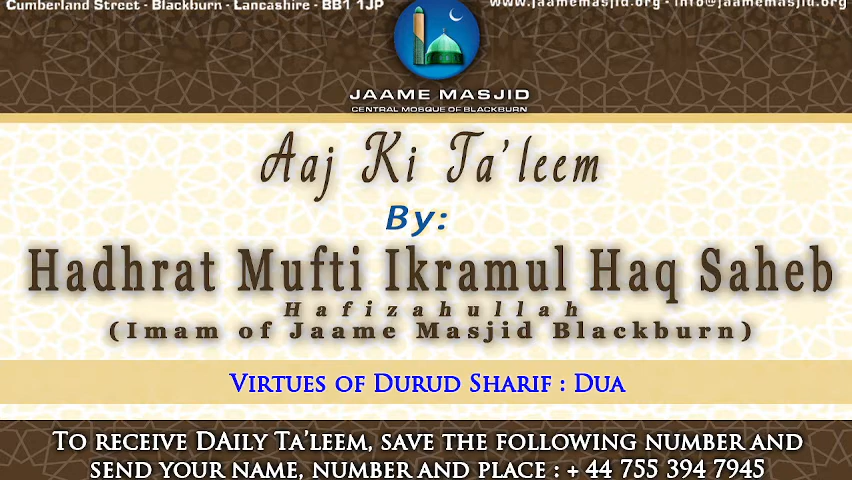 Cumberland Street - Blackburn - Lancashire - BB1 1JP
www.jaamemasjid.org - info@jaamemasjid.org
JAAME MASJID
CENTRAL MOSQUE OF BLACKBURN
Aaj Ki Ta'leem
By:
Hadhrat Mufti Ikramul Haq Saheb
Hafizahullah
(Imam of Jaame Masjid Blackburn)
Virtues of Durud Sharif : Dua
To receive DAily Ta'leem, save the following number and
send your name, number and place : + 44 755 394 7945